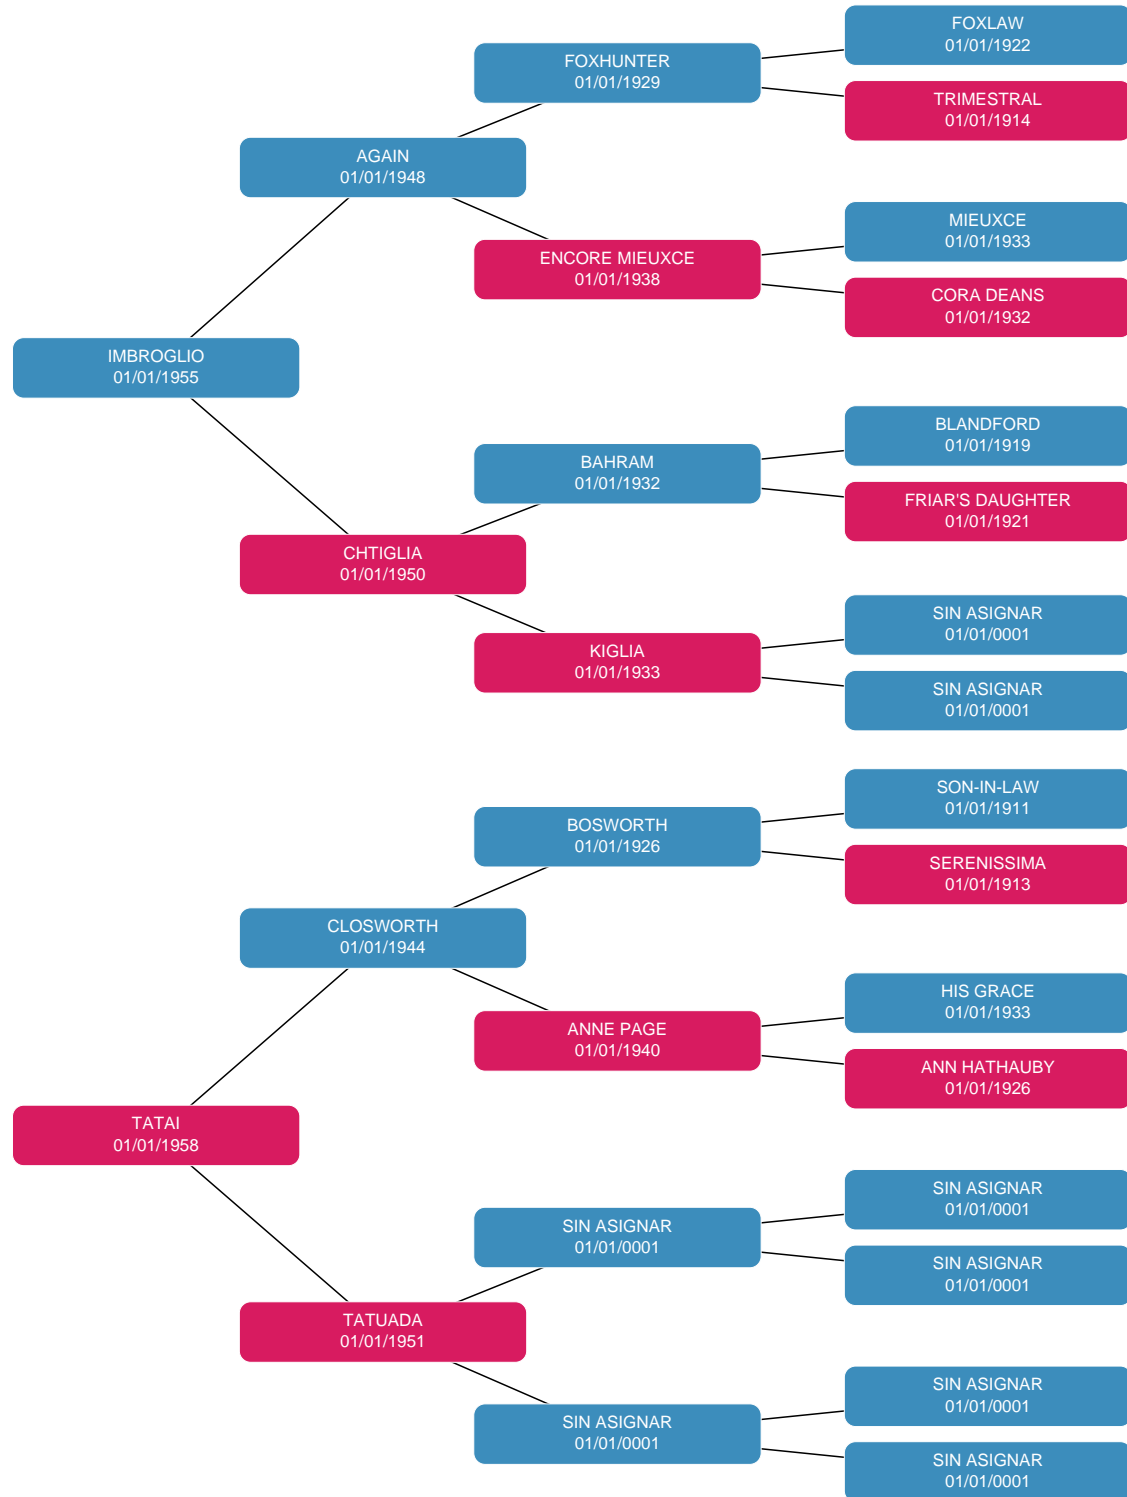 FOXLAW
01/01/1922
FOXHUNTER
01/01/1929
TRIMESTRAL
01/01/1914
AGAIN
01/01/1948
MIEUXCE
01/01/1933
ENCORE MIEUXCE
01/01/1938
CORA DEANS
01/01/1932
IMBROGLIO
01/01/1955
BLANDFORD
01/01/1919
BAHRAM
01/01/1932
FRIAR'S DAUGHTER
01/01/1921
CHTIGLIA
01/01/1950
SIN ASIGNAR
01/01/0001
KIGLIA
01/01/1933
SIN ASIGNAR
01/01/0001
SON-IN-LAW
01/01/1911
BOSWORTH
01/01/1926
SERENISSIMA
01/01/1913
CLOSWORTH
01/01/1944
HIS GRACE
01/01/1933
ANNE PAGE
01/01/1940
ANN HATHAUBY
01/01/1926
TATAI
01/01/1958
SIN ASIGNAR
01/01/0001
SIN ASIGNAR
01/01/0001
SIN ASIGNAR
01/01/0001
TATUADA
01/01/1951
SIN ASIGNAR
01/01/0001
SIN ASIGNAR
01/01/0001
SIN ASIGNAR
01/01/0001